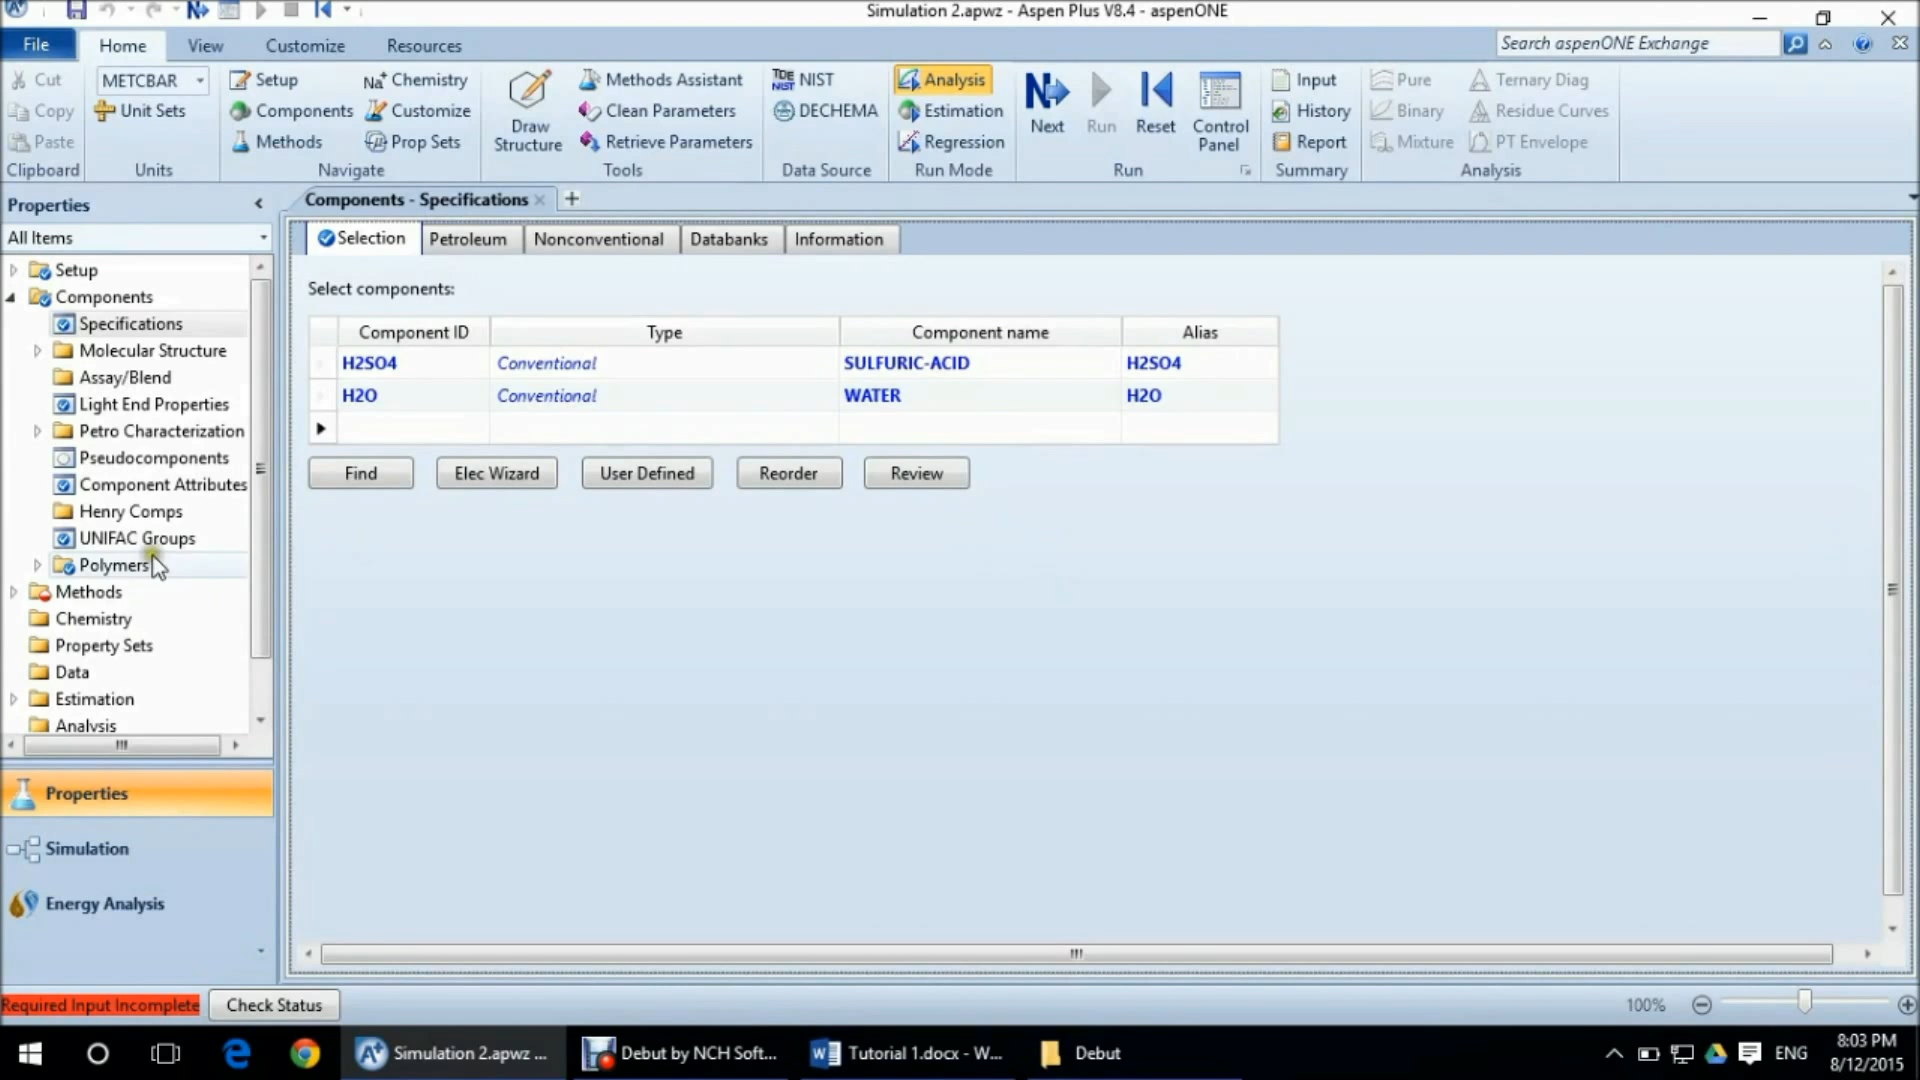 Simulation 2.apwz - Aspen Plus V8.4 - aspenONE
File Home View Customize Resources Search aspenONE Exchange
Cut METCBAR Setup Na+ Chemistry Methods Assistant NIST Analysis Input Pure Ternary Diag
Copy Unit Sets Components Customize Clean Parameters DECHEMA Estimation History Binary Residue Curves
Draw Structure Next Run Reset Control Panel
Paste Methods Prop Sets Retrieve Parameters Regression Report Mixture PT Envelope
Clipboard Units Navigate Tools Data Source Run Mode Run Summary Analysis
Properties
Components - Specifications
All Items
Selection Petroleum Nonconventional Databanks Information
Setup
Components
Specifications
Molecular Structure
Assay/Blend
Light End Properties
Petro Characterization
Pseudocomponents
Component Attributes
Henry Comps
UNIFAC Groups
Polymers
Methods
Chemistry
Property Sets
Data
Estimation
Analysis
Select components:
Component ID Type Component name Alias
H2SO4 Conventional SULFURIC-ACID H2SO4
H2O Conventional WATER H2O
Find Elec Wizard User Defined Reorder Review
Properties
Simulation
Energy Analysis
Required Input Incomplete Check Status 100%
Simulation 2.apwz ... Debut by NCH Soft... Tutorial 1.docx - W... Debut ENG
8:03 PM
8/12/2015